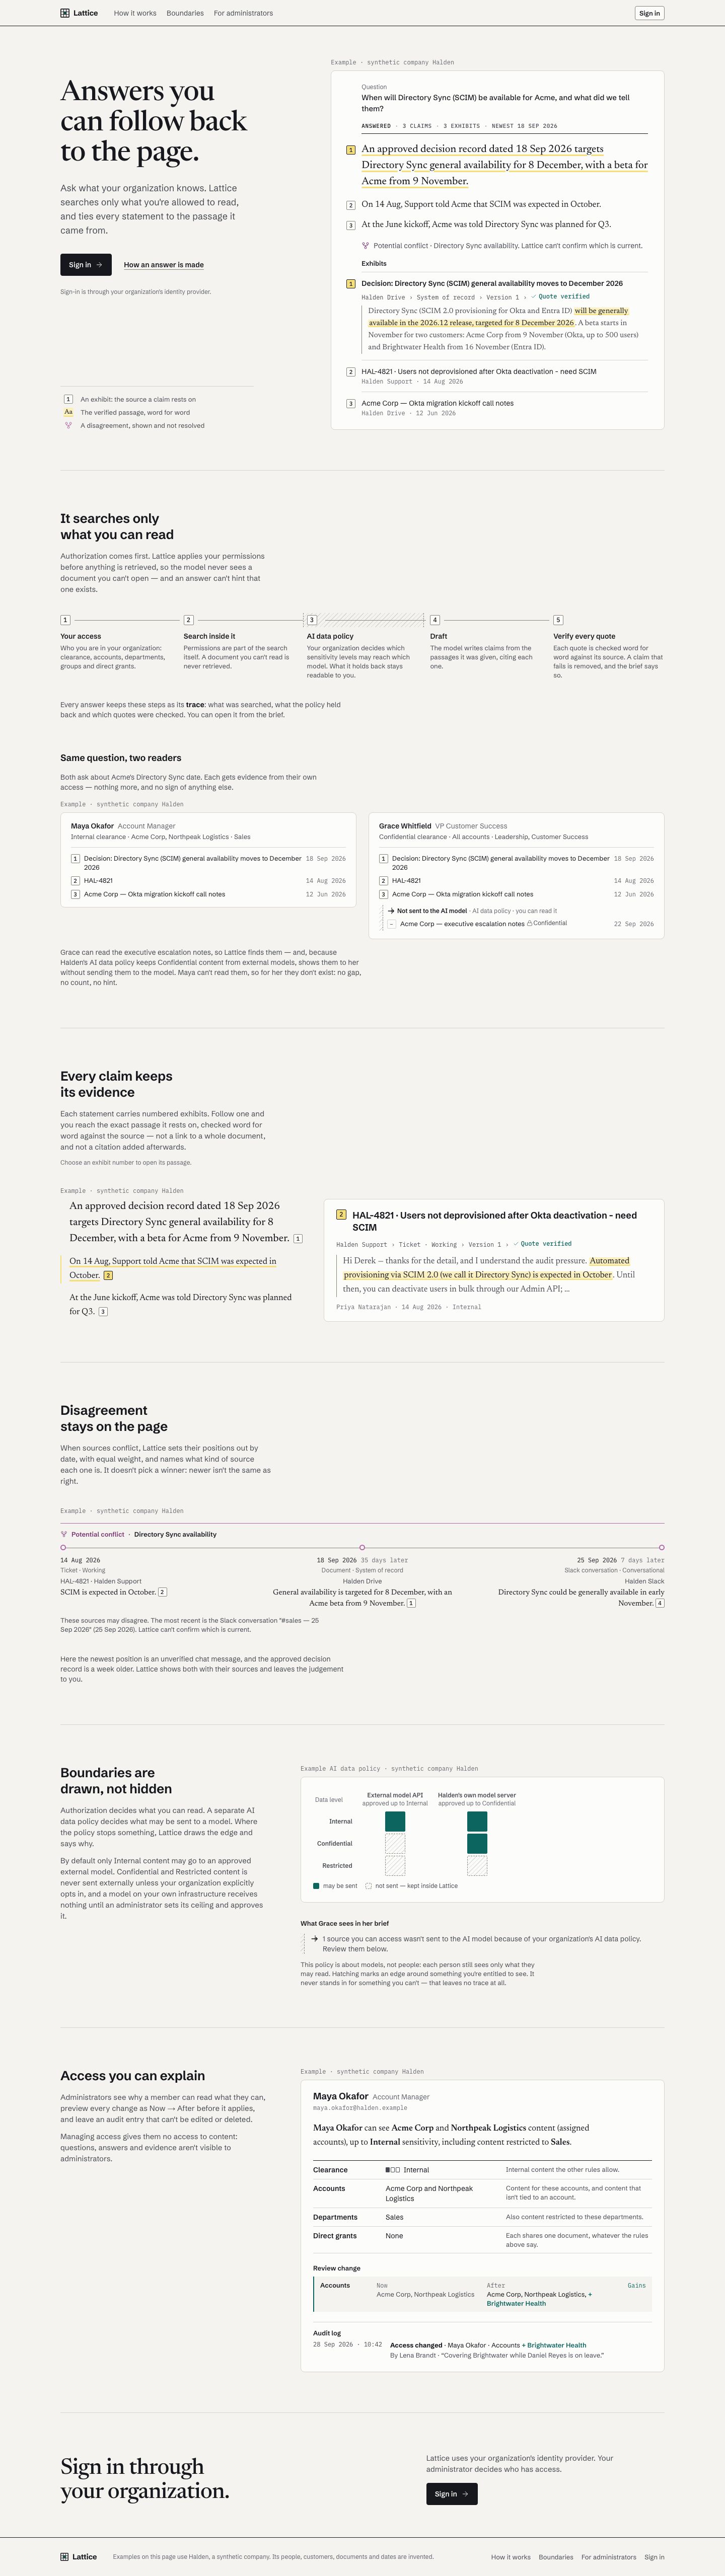 Lattice How it works Boundaries For administrators Sign in
Answers you
can follow back
to the page.
Ask what your organization knows. Lattice
searches only what you're allowed to read,
and ties every statement to the passage it
came from.
Sign in → How an answer is made
Sign-in is through your organization's identity provider.
1 An exhibit: the source a claim rests on
Aa The verified passage, word for word
A disagreement, shown and not resolved
Example · synthetic company Halden
Question
When will Directory Sync (SCIM) be available for Acme, and what did we tell
them?
ANSWERED · 3 CLAIMS · 3 EXHIBITS · NEWEST 18 SEP 2026
1 An approved decision record dated 18 Sep 2026 targets
Directory Sync general availability for 8 December, with a beta for
Acme from 9 November.
2 On 14 Aug, Support told Acme that SCIM was expected in October.
3 At the June kickoff, Acme was told Directory Sync was planned for Q3.
Potential conflict · Directory Sync availability. Lattice can't confirm which is current.
Exhibits
1 Decision: Directory Sync (SCIM) general availability moves to December 2026
Halden Drive › System of record › Version 1 › ✓ Quote verified
Directory Sync (SCIM 2.0 provisioning for Okta and Entra ID) will be generally
available in the 2026.12 release, targeted for 8 December 2026. A beta starts in
November for two customers: Acme Corp from 9 November (Okta, up to 500 users)
and Brightwater Health from 16 November (Entra ID).
2 HAL-4821 · Users not deprovisioned after Okta deactivation – need SCIM
Halden Support · 14 Aug 2026
3 Acme Corp — Okta migration kickoff call notes
Halden Drive · 12 Jun 2026
It searches only
what you can read
Authorization comes first. Lattice applies your permissions
before anything is retrieved, so the model never sees a
document you can't open — and an answer can't hint that
one exists.
1 2 3 4 5
Your access
Who you are in your organization:
clearance, accounts, departments,
groups and direct grants.
Search inside it
Permissions are part of the search
itself. A document you can't read is
never retrieved.
AI data policy
Your organization decides which
sensitivity levels may reach which
model. What it holds back stays
readable to you.
Draft
The model writes claims from the
passages it was given, citing each
one.
Verify every quote
Each quote is checked word for
word against its source. A claim that
fails is removed, and the brief says
so.
Every answer keeps these steps as its trace: what was searched, what the policy held
back and which quotes were checked. You can open it from the brief.
Same question, two readers
Both ask about Acme's Directory Sync date. Each gets evidence from their own
access — nothing more, and no sign of anything else.
Example · synthetic company Halden
Maya Okafor Account Manager
Internal clearance · Acme Corp, Northpeak Logistics · Sales
1 Decision: Directory Sync (SCIM) general availability moves to December 18 Sep 2026
2026
2 HAL-4821 14 Aug 2026
3 Acme Corp — Okta migration kickoff call notes 12 Jun 2026
Grace Whitfield VP Customer Success
Confidential clearance · All accounts · Leadership, Customer Success
1 Decision: Directory Sync (SCIM) general availability moves to December 18 Sep 2026
2026
2 HAL-4821 14 Aug 2026
3 Acme Corp — Okta migration kickoff call notes 12 Jun 2026
→ Not sent to the AI model · AI data policy · you can read it
– Acme Corp — executive escalation notes Confidential 22 Sep 2026
Grace can read the executive escalation notes, so Lattice finds them — and, because
Halden's AI data policy keeps Confidential content from external models, shows them to her
without sending them to the model. Maya can't read them, so for her they don't exist: no gap,
no count, no hint.
Every claim keeps
its evidence
Each statement carries numbered exhibits. Follow one and
you reach the exact passage it rests on, checked word for
word against the source — not a link to a whole document,
and not a citation added afterwards.
Choose an exhibit number to open its passage.
Example · synthetic company Halden
An approved decision record dated 18 Sep 2026
targets Directory Sync general availability for 8
December, with a beta for Acme from 9 November. 1
On 14 Aug, Support told Acme that SCIM was expected in
October. 2
At the June kickoff, Acme was told Directory Sync was planned
for Q3. 3
2 HAL-4821 · Users not deprovisioned after Okta deactivation – need
SCIM
Halden Support › Ticket · Working › Version 1 › ✓ Quote verified
Hi Derek — thanks for the detail, and I understand the audit pressure. Automated
provisioning via SCIM 2.0 (we call it Directory Sync) is expected in October. Until
then, you can deactivate users in bulk through our Admin API; …
Priya Natarajan · 14 Aug 2026 · Internal
Disagreement
stays on the page
When sources conflict, Lattice sets their positions out by
date, with equal weight, and names what kind of source
each one is. It doesn't pick a winner: newer isn't the same as
right.
Example · synthetic company Halden
Potential conflict · Directory Sync availability
14 Aug 2026
Ticket · Working
HAL-4821 · Halden Support
SCIM is expected in October. 2
18 Sep 2026 35 days later
Document · System of record
Halden Drive
General availability is targeted for 8 December, with an
Acme beta from 9 November. 1
25 Sep 2026 7 days later
Slack conversation · Conversational
Halden Slack
Directory Sync could be generally available in early
November. 4
These sources may disagree. The most recent is the Slack conversation "#sales — 25
Sep 2026" (25 Sep 2026). Lattice can't confirm which is current.
Here the newest position is an unverified chat message, and the approved decision
record is a week older. Lattice shows both with their sources and leaves the judgement
to you.
Boundaries are
drawn, not hidden
Authorization decides what you can read. A separate AI
data policy decides what may be sent to a model. Where
the policy stops something, Lattice draws the edge and
says why.
By default only Internal content may go to an approved
external model. Confidential and Restricted content is
never sent externally unless your organization explicitly
opts in, and a model on your own infrastructure receives
nothing until an administrator sets its ceiling and approves
it.
Example AI data policy · synthetic company Halden
Data level External model API Halden's own model server
approved up to Internal approved up to Confidential
Internal
Confidential
Restricted
may be sent not sent — kept inside Lattice
What Grace sees in her brief
→ 1 source you can access wasn't sent to the AI model because of your organization's AI data policy.
Review them below.
This policy is about models, not people: each person still sees only what they
may read. Hatching marks an edge around something you're entitled to see. It
never stands in for something you can't — that leaves no trace at all.
Access you can explain
Administrators see why a member can read what they can,
preview every change as Now → After before it applies,
and leave an audit entry that can't be edited or deleted.
Managing access gives them no access to content:
questions, answers and evidence aren't visible to
administrators.
Example · synthetic company Halden
Maya Okafor Account Manager
maya.okafor@halden.example
Maya Okafor can see Acme Corp and Northpeak Logistics content (assigned
accounts), up to Internal sensitivity, including content restricted to Sales.
Clearance Internal Internal content the other rules allow.
Accounts Acme Corp and Northpeak
Logistics Content for these accounts, and content that
isn't tied to an account.
Departments Sales Also content restricted to these departments.
Direct grants None Each shares one document, whatever the rules
above say.
Review change
Accounts Now After Gains
Acme Corp, Northpeak Logistics Acme Corp, Northpeak Logistics, +
Brightwater Health
Audit log
28 Sep 2026 · 10:42 Access changed · Maya Okafor · Accounts + Brightwater Health
By Lena Brandt · "Covering Brightwater while Daniel Reyes is on leave."
Sign in through
your organization.
Lattice uses your organization's identity provider. Your
administrator decides who has access.
Sign in →
Lattice Examples on this page use Halden, a synthetic company. Its people, customers, documents and dates are invented. How it works Boundaries For administrators Sign in